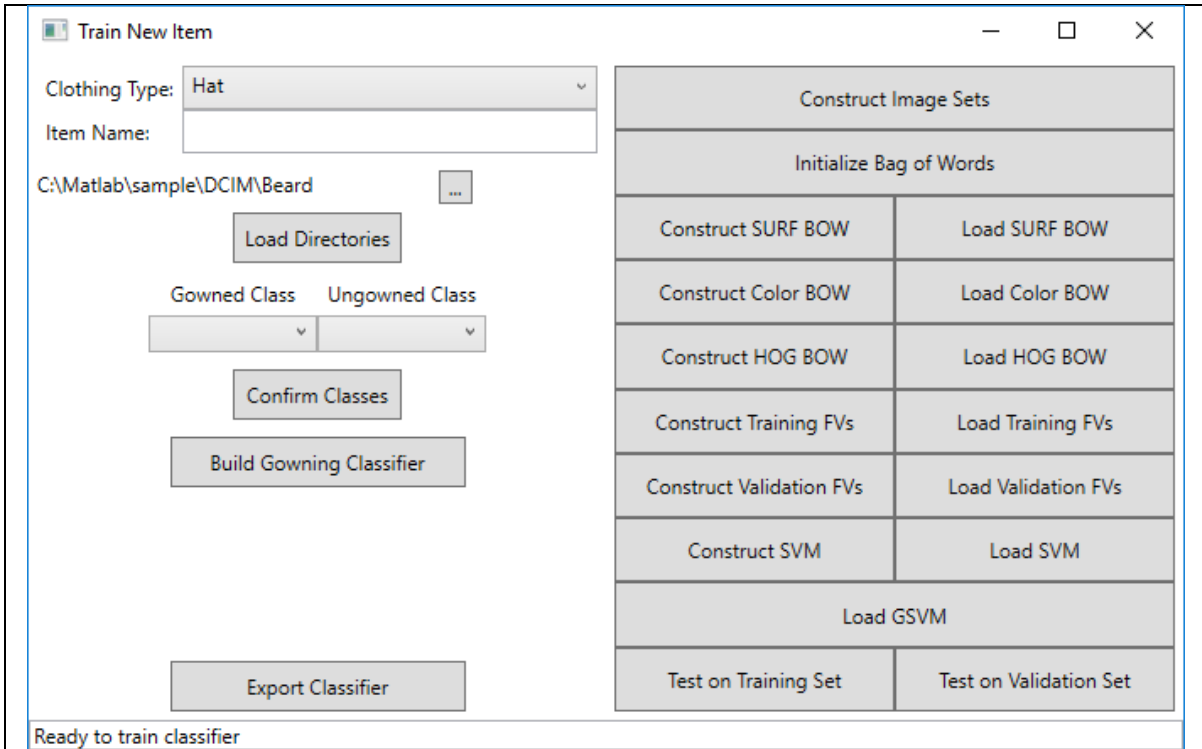 Train New Item
Clothing Type: Hat
Item Name:
C:\Matlab\sample\DCIM\Beard ...
Load Directories
Gowned Class Ungowned Class
Confirm Classes
Build Gowning Classifier
Export Classifier
Construct Image Sets
Initialize Bag of Words
Construct SURF BOW Load SURF BOW
Construct Color BOW Load Color BOW
Construct HOG BOW Load HOG BOW
Construct Training FVs Load Training FVs
Construct Validation FVs Load Validation FVs
Construct SVM Load SVM
Load GSVM
Test on Training Set Test on Validation Set
Ready to train classifier